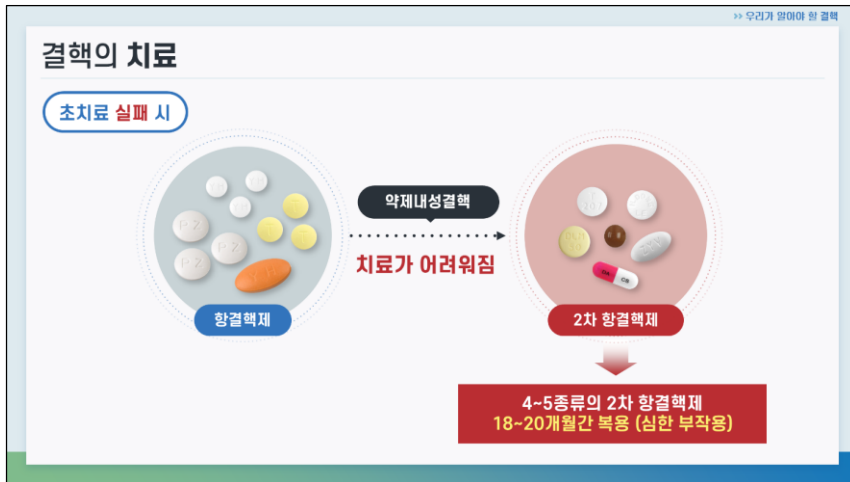 >> 우리가 알아야 할 결핵
결핵의 치료
초치료 실패 시
약제내성결핵
치료가 어려워짐
항결핵제
2차 항결핵제
4~5종류의 2차 항결핵제
18~20개월간 복용 (심한 부작용)